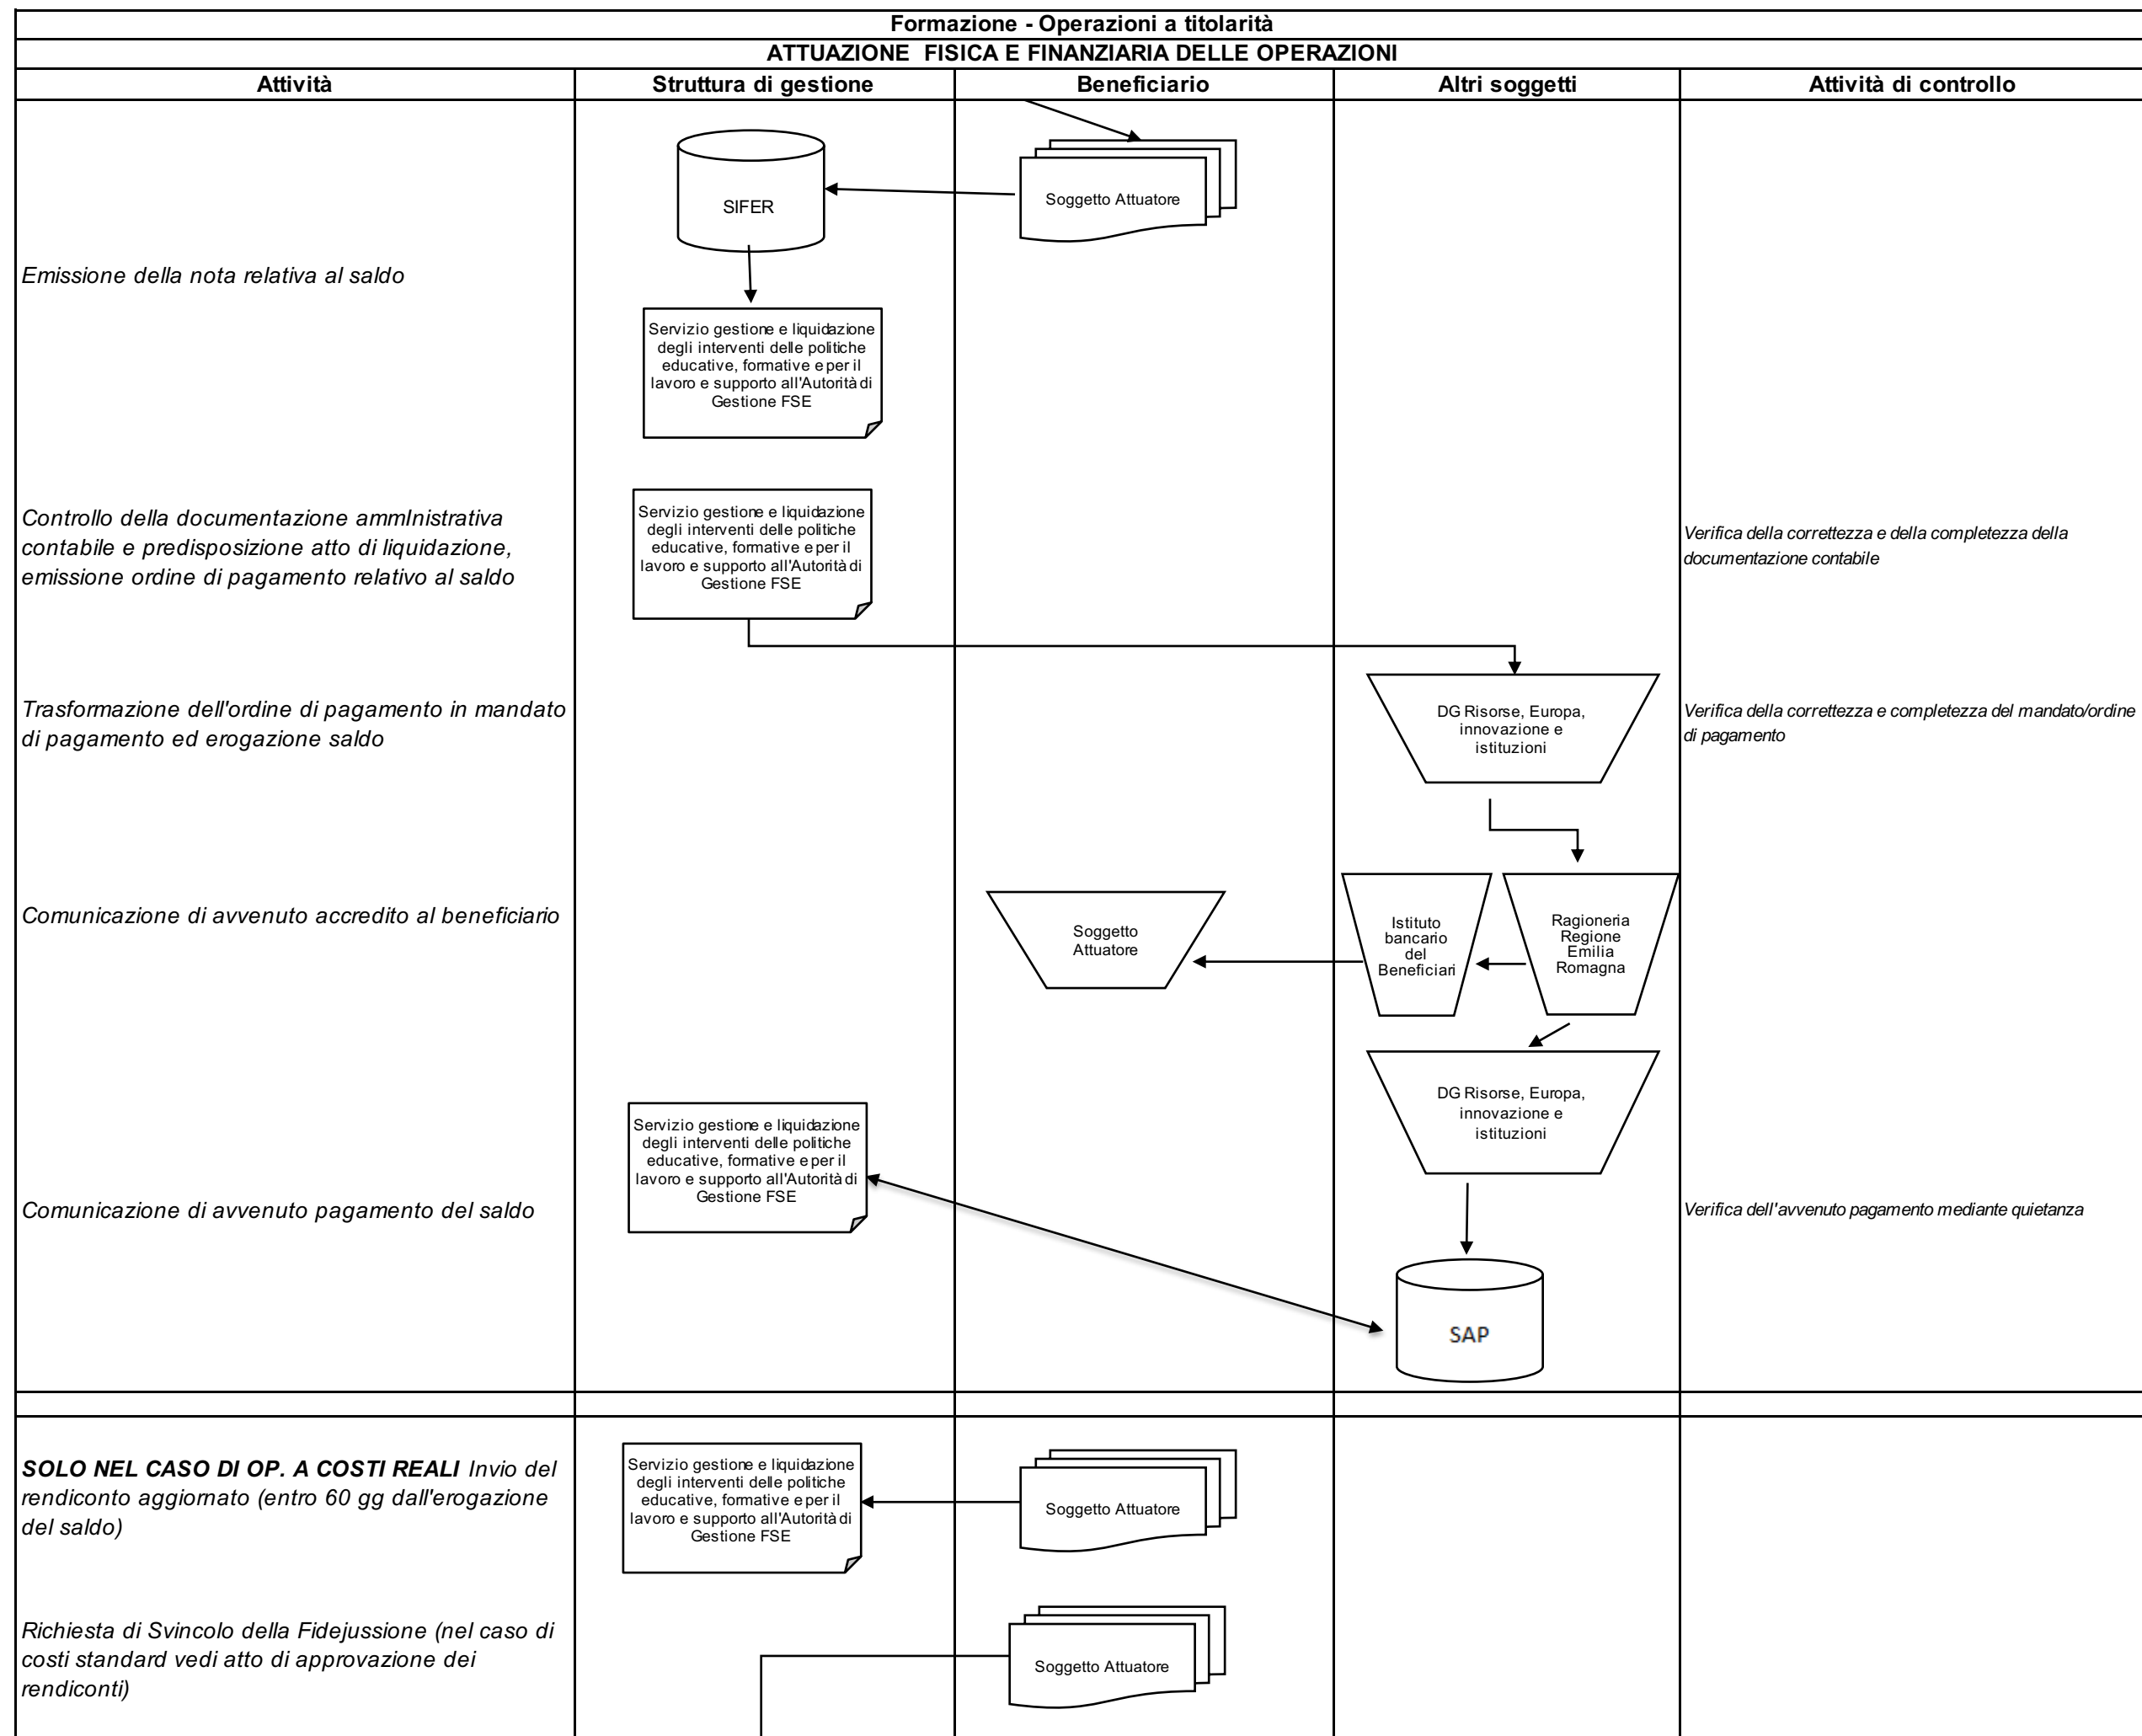 Formazione - Operazioni a titolarità
ATTUAZIONE FISICA E FINANZIARIA DELLE OPERAZIONI
Attività
Struttura di gestione
Beneficiario
Altri soggetti
Attività di controllo
SIFER
Soggetto Attuatore
Emissione della nota relativa al saldo
Servizio gestione e liquidazione
degli interventi delle politiche
educative, formative e per il
lavoro e supporto all'Autorità di
Gestione FSE
Controllo della documentazione ammInistrativa
contabile e predisposizione atto di liquidazione,
emissione ordine di pagamento relativo al saldo
Servizio gestione e liquidazione
degli interventi delle politiche
educative, formative e per il
lavoro e supporto all'Autorità di
Gestione FSE
Verifica della correttezza e della completezza della
documentazione contabile
Trasformazione dell'ordine di pagamento in mandato
di pagamento ed erogazione saldo
DG Risorse, Europa,
innovazione e
istituzioni
Verifica della correttezza e completezza del mandato/ordine
di pagamento
Comunicazione di avvenuto accredito al beneficiario
Soggetto
Attuatore
Istituto
bancario
del
Beneficiari
Ragioneria
Regione
Emilia
Romagna
DG Risorse, Europa,
innovazione e
istituzioni
Servizio gestione e liquidazione
degli interventi delle politiche
educative, formative e per il
lavoro e supporto all'Autorità di
Gestione FSE
Comunicazione di avvenuto pagamento del saldo
Verifica dell'avvenuto pagamento mediante quietanza
SAP
SOLO NEL CASO DI OP. A COSTI REALI Invio del
rendiconto aggiornato (entro 60 gg dall'erogazione
del saldo)
Servizio gestione e liquidazione
degli interventi delle politiche
educative, formative e per il
lavoro e supporto all'Autorità di
Gestione FSE
Soggetto Attuatore
Richiesta di Svincolo della Fidejussione (nel caso di
costi standard vedi atto di approvazione dei
rendiconti)
Soggetto Attuatore